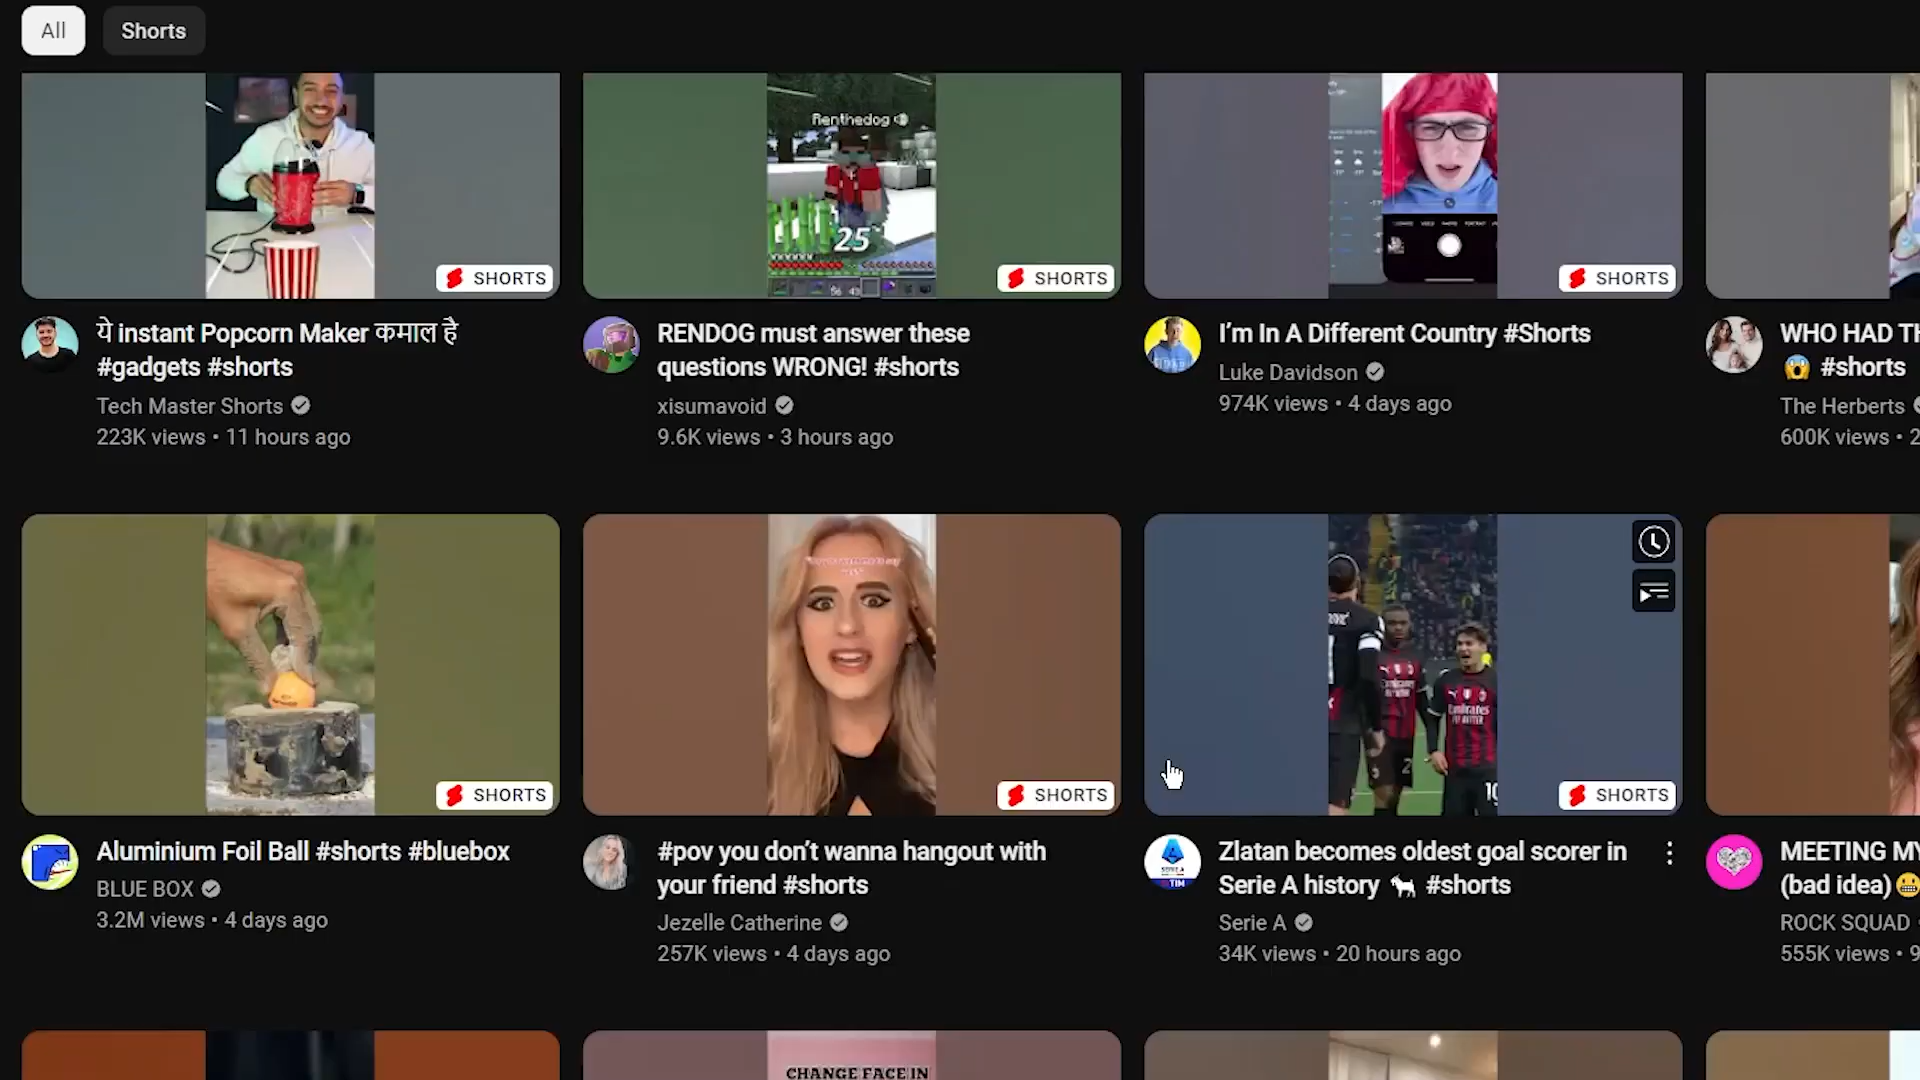 All
Shorts
Renthedog
25
SHORTS
SHORTS
SHORTS
ये instant Popcorn Maker कमाल है
#gadgets #shorts
Tech Master Shorts
223K views • 11 hours ago
RENDOG must answer these
questions WRONG! #shorts
xisumavoid
9.6K views • 3 hours ago
I’m In A Different Country #Shorts
Luke Davidson
974K views • 4 days ago
WHO HAD
😱 #shorts
The Herberts
600K views •
Emirates
SHORTS
SHORTS
SHORTS
Aluminium Foil Ball #shorts #bluebox
BLUE BOX
3.2M views • 4 days ago
#pov you don’t wanna hangout with
your friend #shorts
Jezelle Catherine
257K views • 4 days ago
SERIE A
TIM
Zlatan becomes oldest goal scorer in
Serie A history 🐐 #shorts
Serie A
34K views • 20 hours ago
MEETING
(bad idea)😬
ROCK SQUAD
555K views •
CHANGE FACE IN